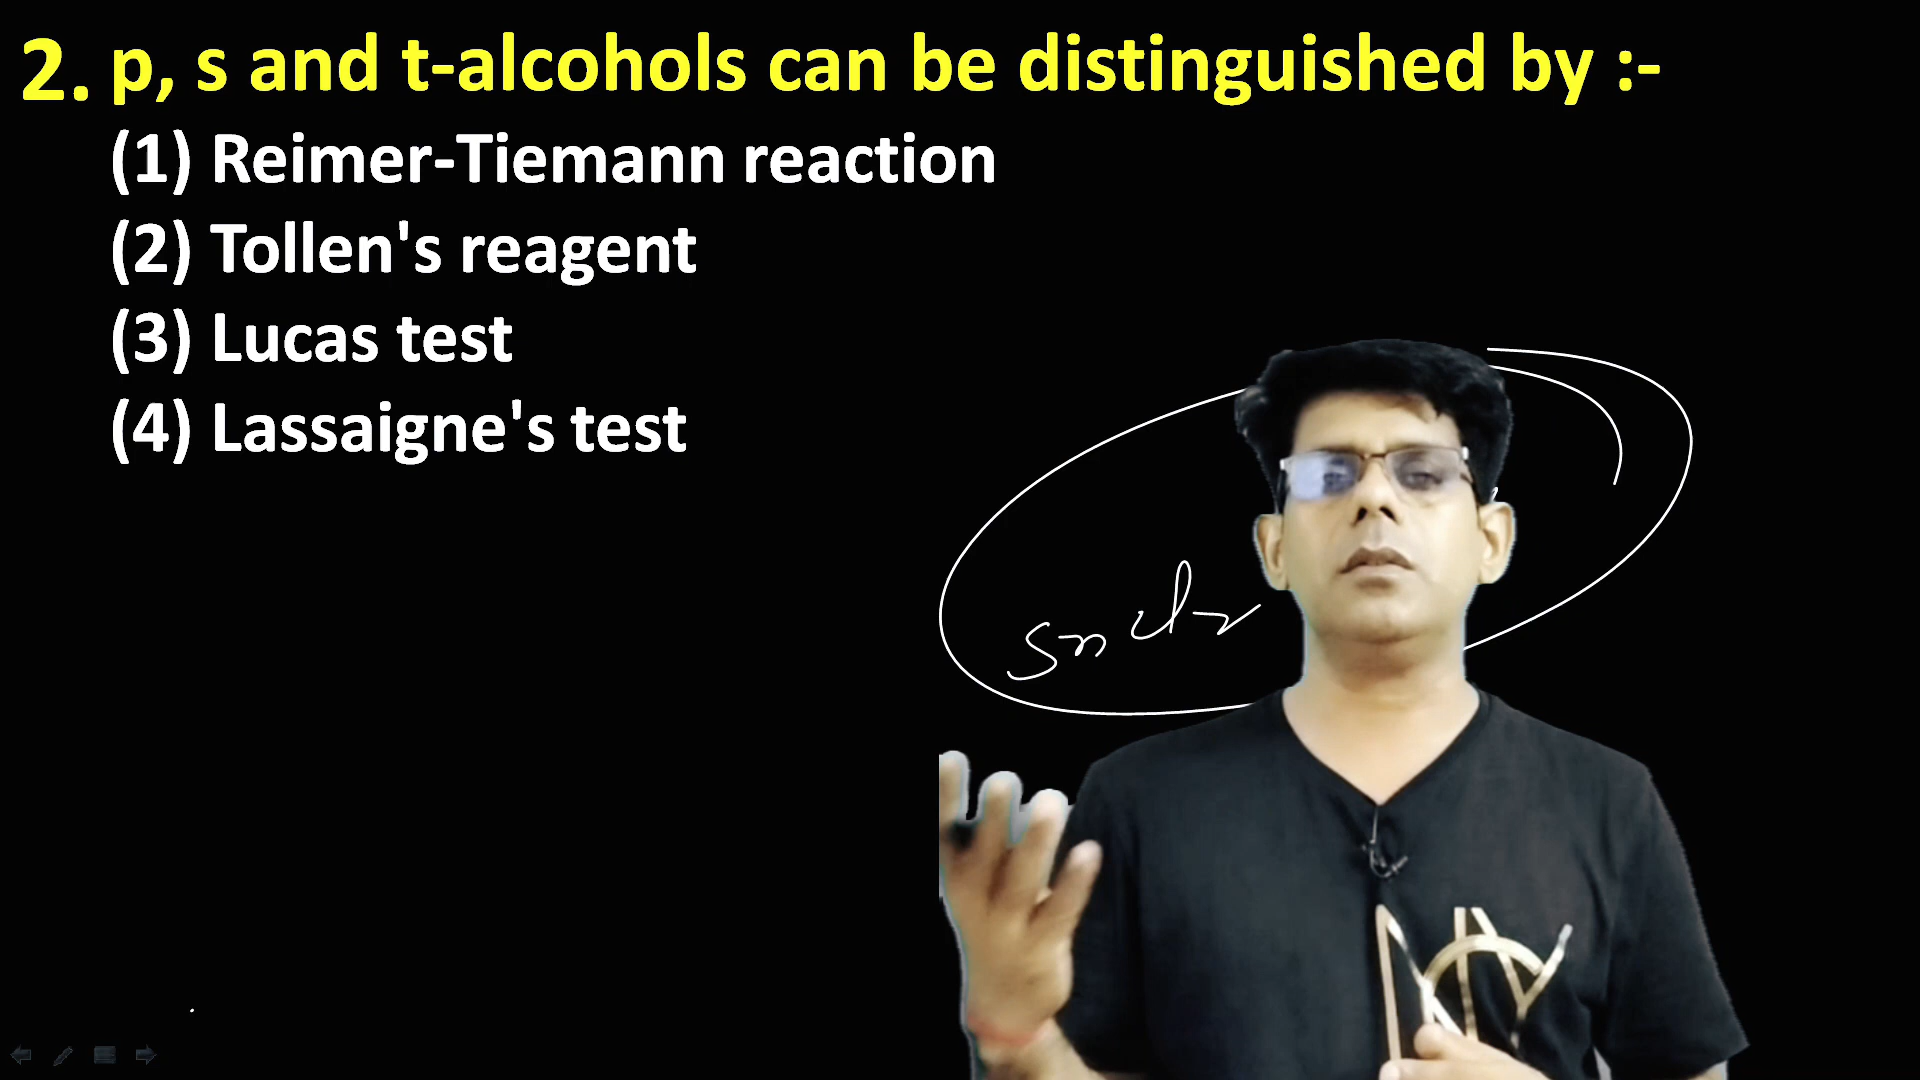 2. p, s and t-alcohols can be distinguished by :-
(1) Reimer-Tiemann reaction
(2) Tollen's reagent
(3) Lucas test
(4) Lassaigne's test